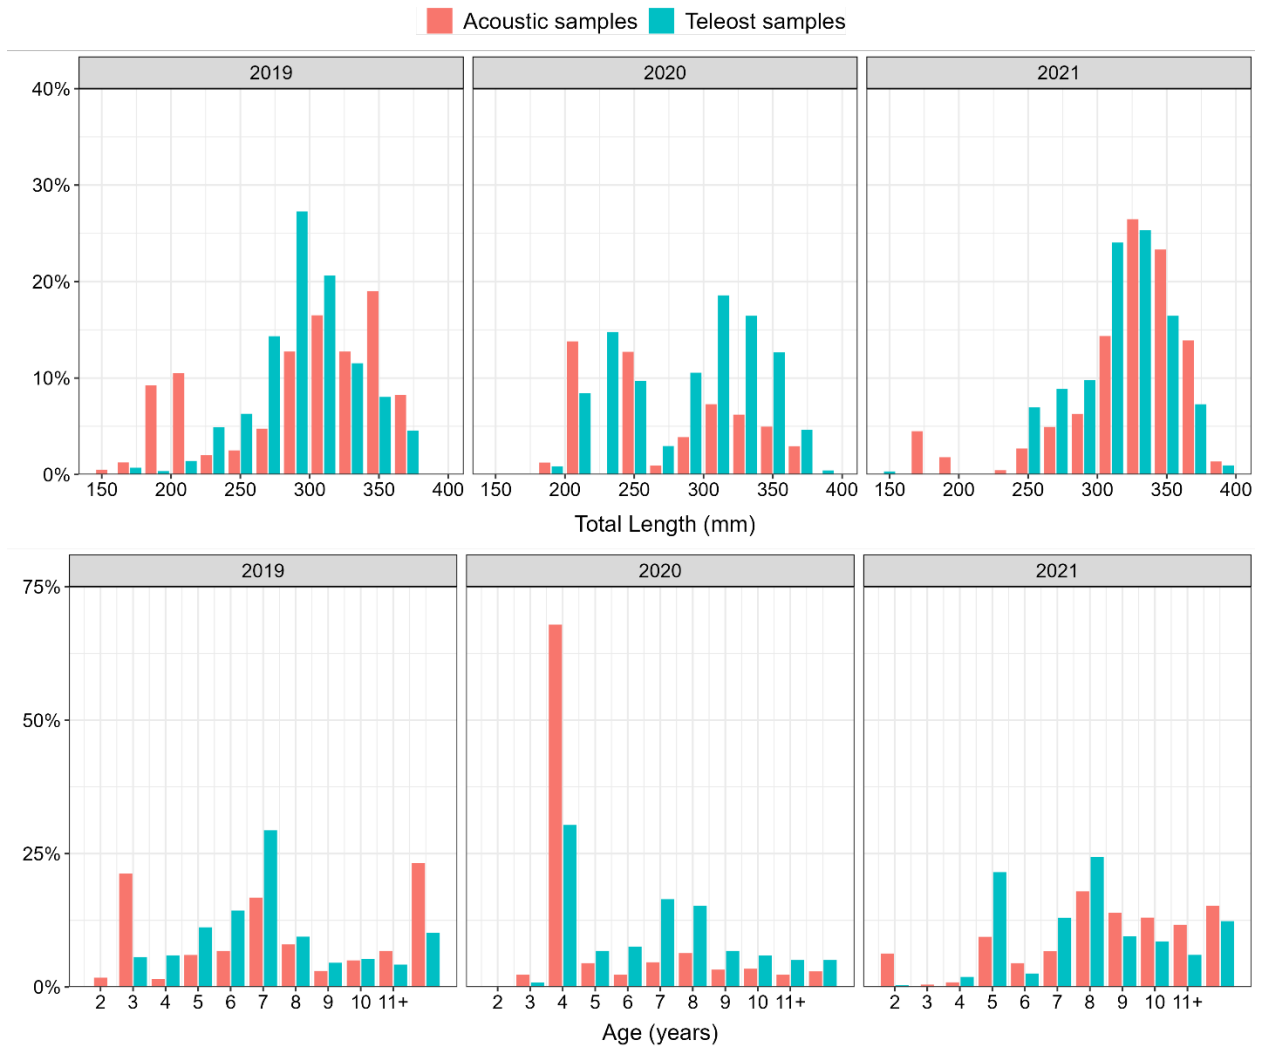 Acoustic samples Teleost samples
2019 2020 2021
40%
30%
20%
10%
0%
150 200 250 300 350 400 150 200 250 300 350 400 150 200 250 300 350 400
Total Length (mm)
2019 2020 2021
75%
50%
25%
0%
2 3 4 5 6 7 8 9 10 11+ 2 3 4 5 6 7 8 9 10 11+ 2 3 4 5 6 7 8 9 10 11+
Age (years)